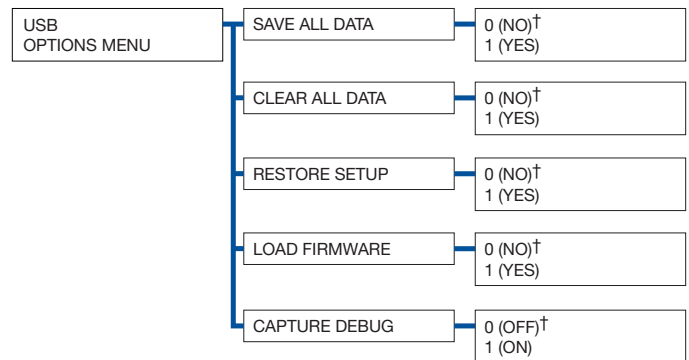 USB
OPTIONS MENU
SAVE ALL DATA
0 (NO)†
1 (YES)
CLEAR ALL DATA
0 (NO)†
1 (YES)
RESTORE SETUP
0 (NO)†
1 (YES)
LOAD FIRMWARE
0 (NO)†
1 (YES)
CAPTURE DEBUG
0 (OFF)†
1 (ON)